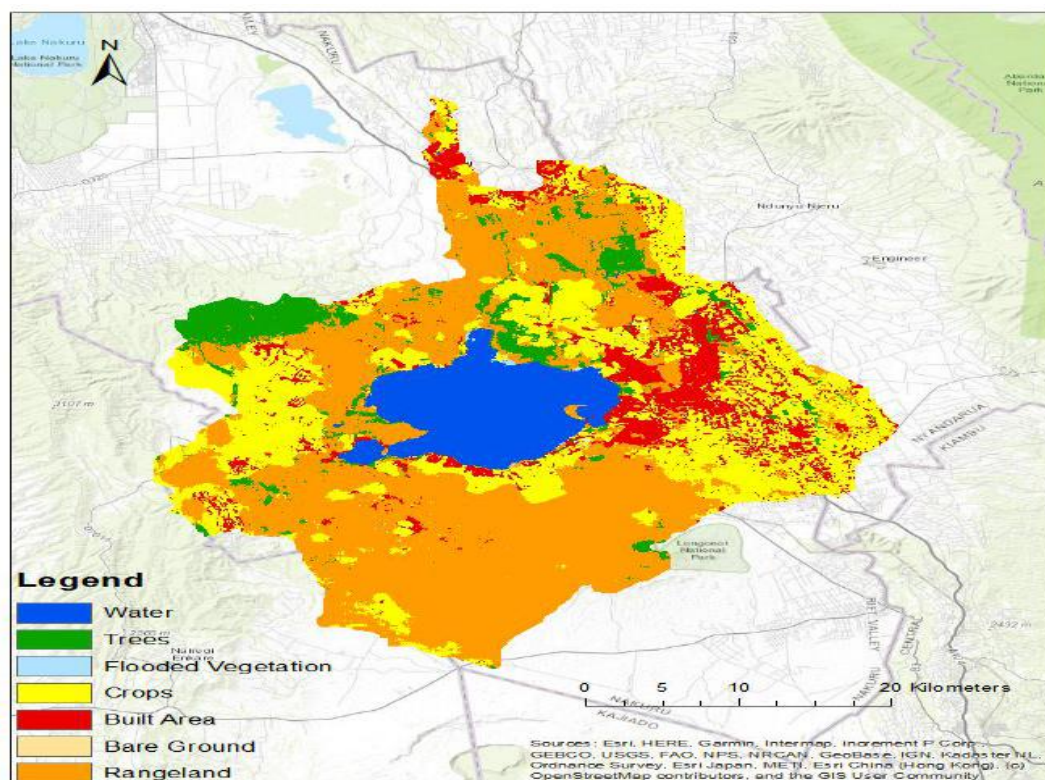 Lake Nakuru
Lake Nakuru
National Park
N
VALLEY
NAKURU
Aberdare
National
Park
Ndunyu Njeru
Engineer
NYANDARUA
KIAMBU
Longonot
National
Park
RIFT VALLEY
CENTRAL
NAKURU
NAKURU
KAJIADO
2492 m
Legend
Water
Trees
Flooded Vegetation
Crops
Built Area
Bare Ground
Rangeland
0 5 10 20 Kilometers
Sources: Esri, HERE, Garmin, Intermap, increment P Corp.,
GEBCO, USGS, FAO, NPS, NRCAN, GeoBase, IGN, Kadaster NL,
Ordnance Survey, Esri Japan, METI, Esri China (Hong Kong), (c)
OpenStreetMap contributors, and the GIS User Community